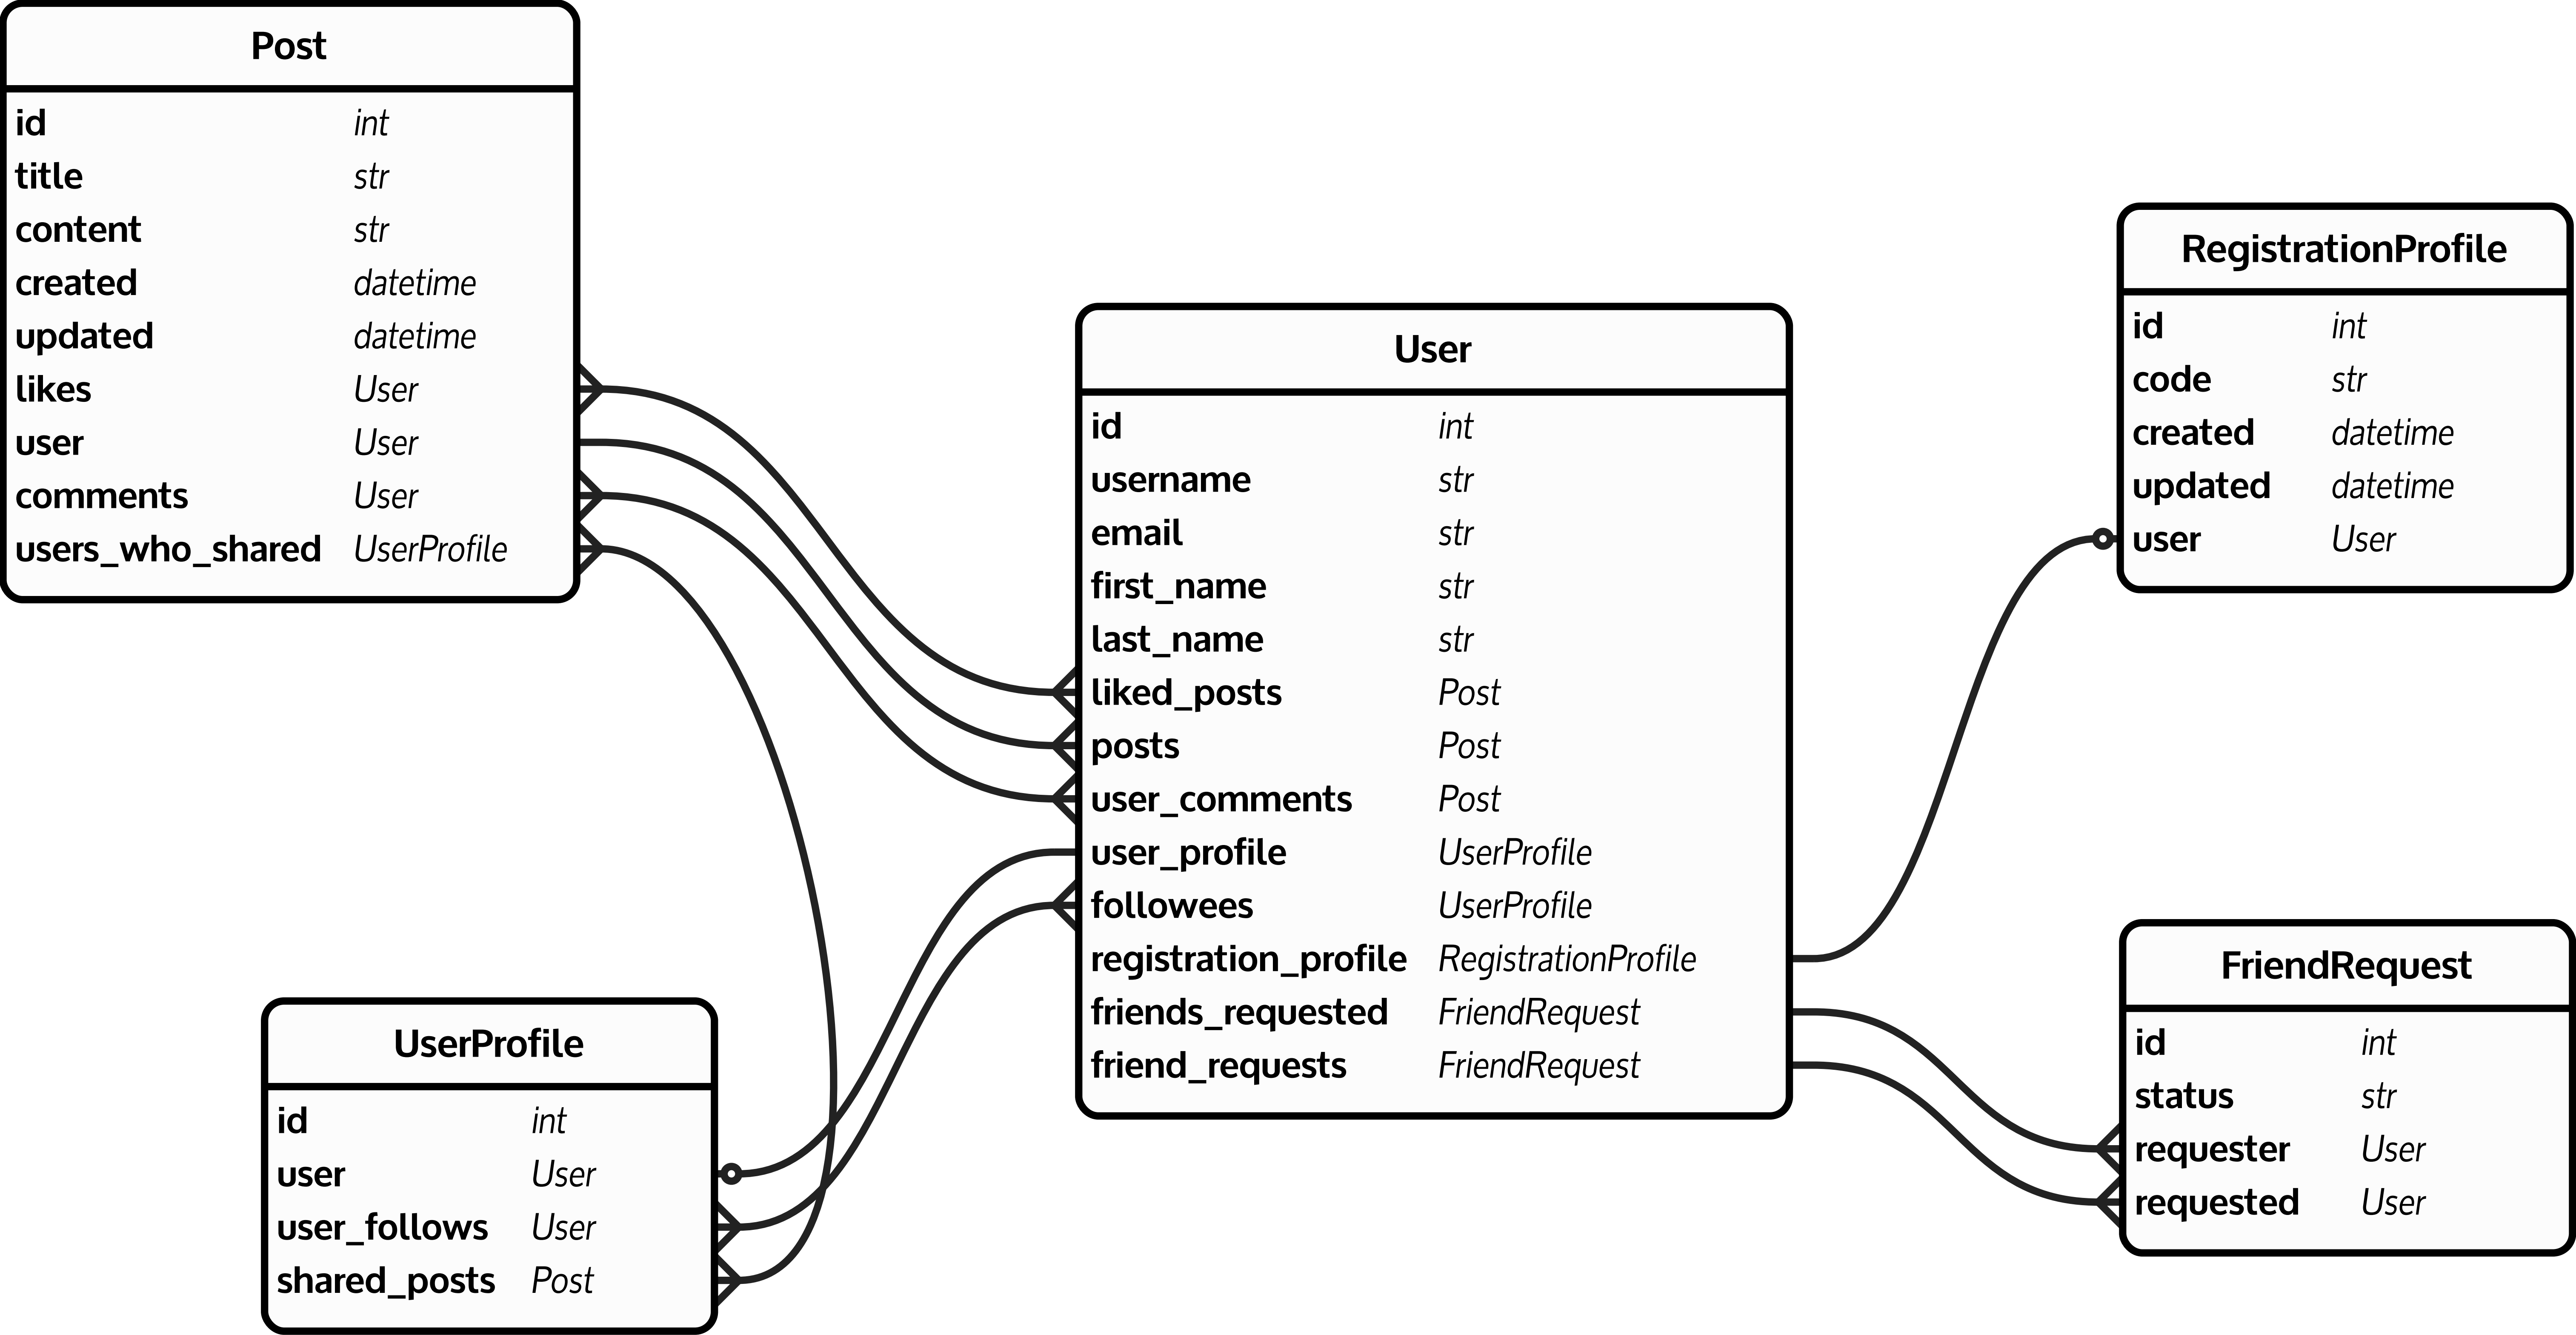 Post
id int
title str
content str
created datetime
updated datetime
likes User
user User
comments User
users_who_shared UserProfile
User
id int
username str
email str
first_name str
last_name str
liked_posts Post
posts Post
user_comments Post
user_profile UserProfile
followees UserProfile
registration_profile RegistrationProfile
friends_requested FriendRequest
friend_requests FriendRequest
RegistrationProfile
id int
code str
created datetime
updated datetime
user User
UserProfile
id int
user User
user_follows User
shared_posts Post
FriendRequest
id int
status str
requester User
requested User